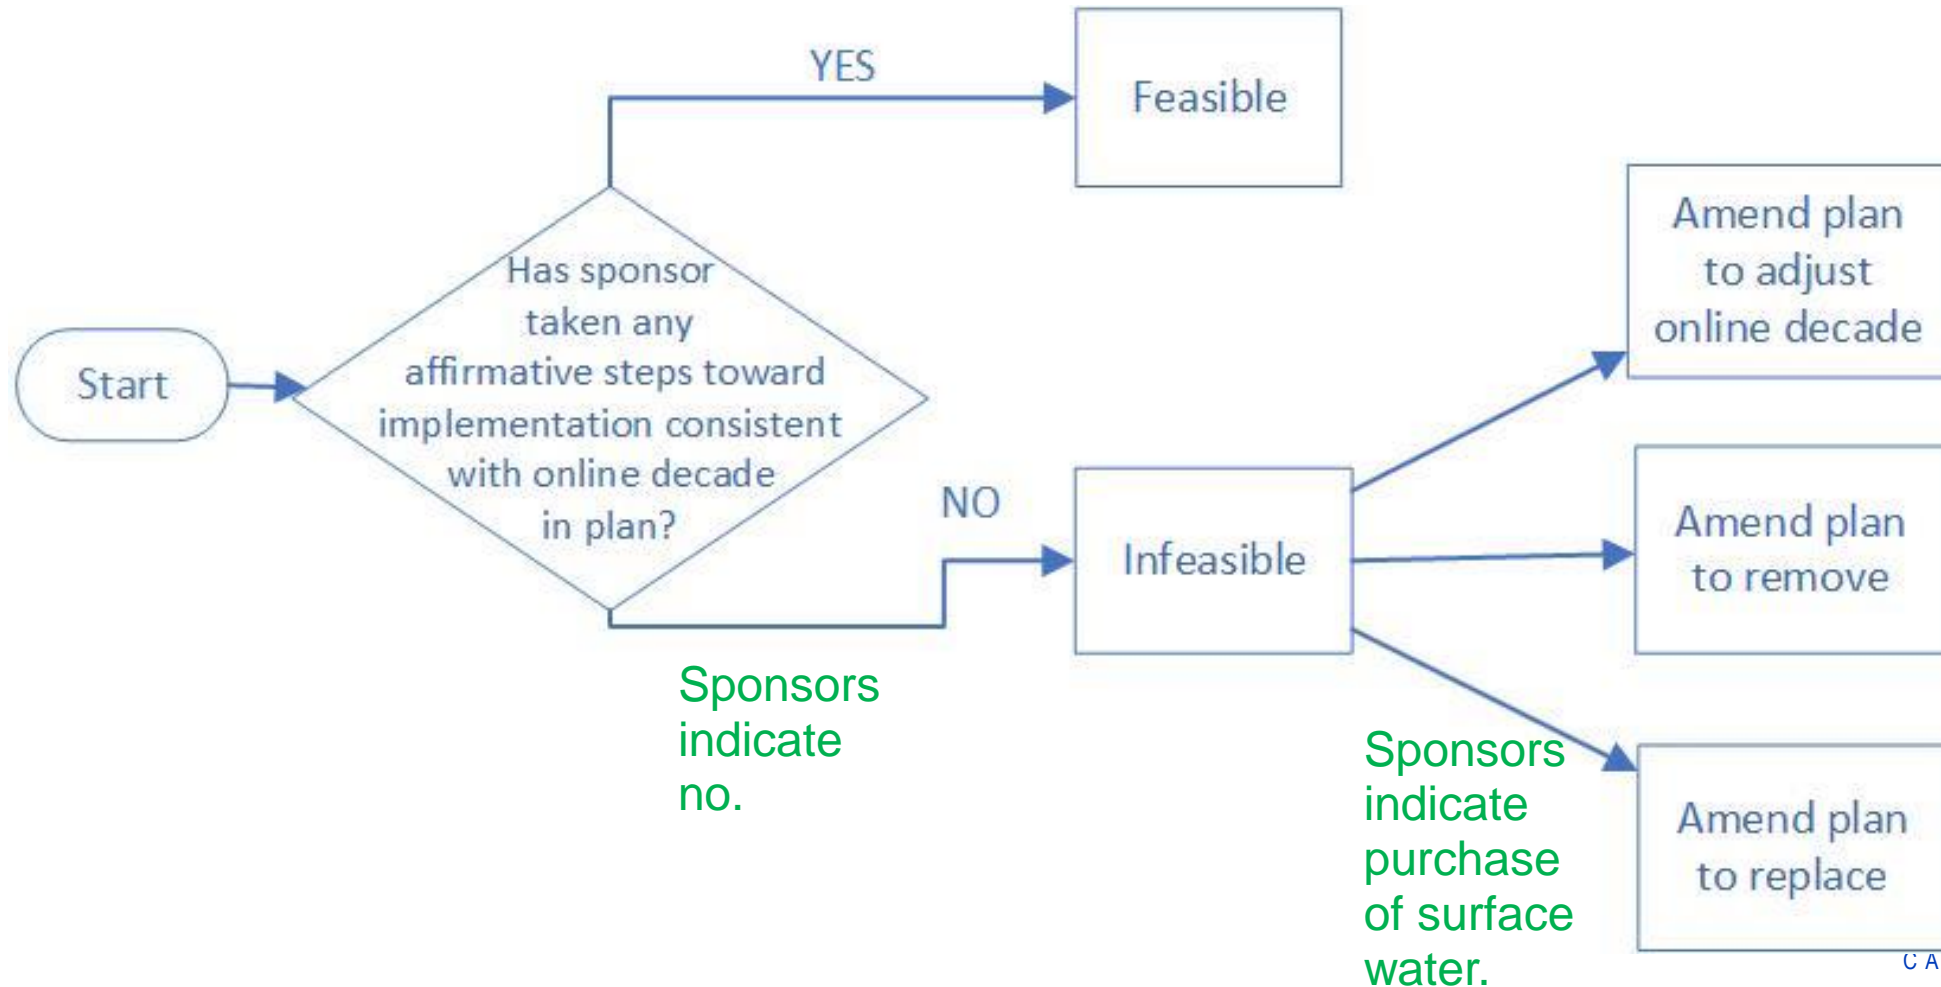 YES
Feasible
Start
Has sponsor
taken any
affirmative steps toward
implementation consistent
with online decade
in plan?
NO
Infeasible
Amend plan
to adjust
online decade
Amend plan
to remove
Amend plan
to replace
Sponsors
indicate
no.
Sponsors
indicate
purchase
of surface
water.
C A